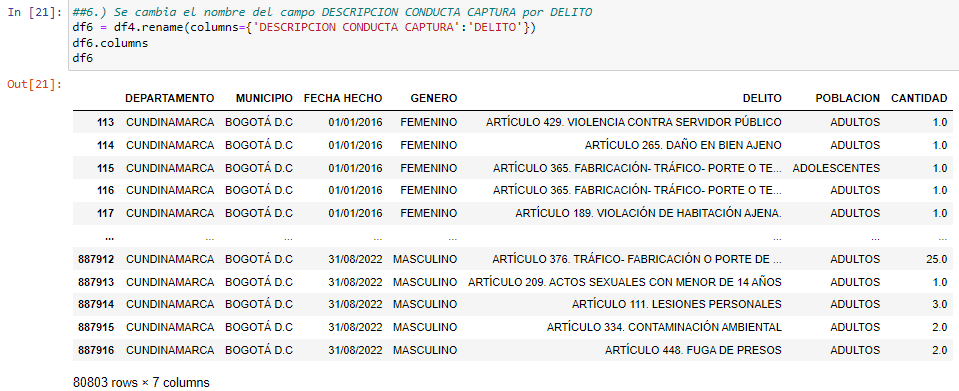 In [21]: ##6.) Se cambia el nombre del campo DESCRIPCION CONDUCTA CAPTURA por DELITO
df6 = df4.rename(columns={'DESCRIPCION CONDUCTA CAPTURA':'DELITO'})
df6.columns
df6
Out[21]:
DEPARTAMENTO MUNICIPIO FECHA HECHO GENERO DELITO POBLACION CANTIDAD
113 CUNDINAMARCA BOGOTÁ D.C 01/01/2016 FEMENINO ARTÍCULO 429. VIOLENCIA CONTRA SERVIDOR PÚBLICO ADULTOS 1.0
114 CUNDINAMARCA BOGOTÁ D.C 01/01/2016 FEMENINO ARTÍCULO 265. DAÑO EN BIEN AJENO ADULTOS 1.0
115 CUNDINAMARCA BOGOTÁ D.C 01/01/2016 FEMENINO ARTÍCULO 365. FABRICACIÓN- TRÁFICO- PORTE O TE... ADOLESCENTES 1.0
116 CUNDINAMARCA BOGOTÁ D.C 01/01/2016 FEMENINO ARTÍCULO 365. FABRICACIÓN- TRÁFICO- PORTE O TE... ADULTOS 1.0
117 CUNDINAMARCA BOGOTÁ D.C 01/01/2016 FEMENINO ARTÍCULO 189. VIOLACIÓN DE HABITACIÓN AJENA. ADULTOS 1.0
... ... ... ... ... ... ... ...
887912 CUNDINAMARCA BOGOTÁ D.C 31/08/2022 MASCULINO ARTÍCULO 376. TRÁFICO- FABRICACIÓN O PORTE DE ... ADULTOS 25.0
887913 CUNDINAMARCA BOGOTÁ D.C 31/08/2022 MASCULINO ARTÍCULO 209. ACTOS SEXUALES CON MENOR DE 14 AÑOS ADULTOS 1.0
887914 CUNDINAMARCA BOGOTÁ D.C 31/08/2022 MASCULINO ARTÍCULO 111. LESIONES PERSONALES ADULTOS 3.0
887915 CUNDINAMARCA BOGOTÁ D.C 31/08/2022 MASCULINO ARTÍCULO 334. CONTAMINACIÓN AMBIENTAL ADULTOS 2.0
887916 CUNDINAMARCA BOGOTÁ D.C 31/08/2022 MASCULINO ARTÍCULO 448. FUGA DE PRESOS ADULTOS 2.0
80803 rows × 7 columns